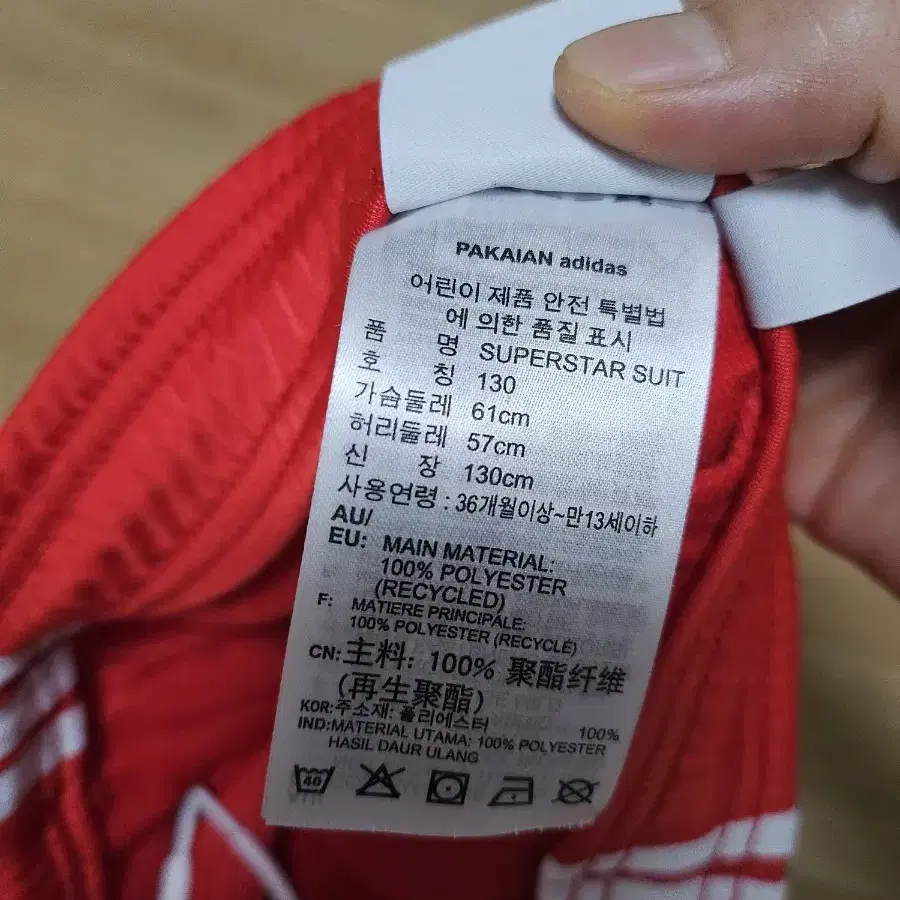 PAKAIAN adidas
어린이 제품 안전 특별법
에 의한 품질 표시
품 명 SUPERSTAR SUIT
호 칭 130
가슴둘레 61cm
허리둘레 57cm
신 장 130cm
사용연령 : 36개월이상~만13세이하
AU/
EU: MAIN MATERIAL:
100% POLYESTER
(RECYCLED)
F: MATIERE PRINCIPALE:
100% POLYESTER (RECYCLÉ)
CN:主料: 100% 聚酯纤维
(再生聚酯)
KOR:주소재: 폴리에스터 100%
IND:MATERIAL UTAMA: 100% POLYESTER
HASIL DAUR ULANG
40